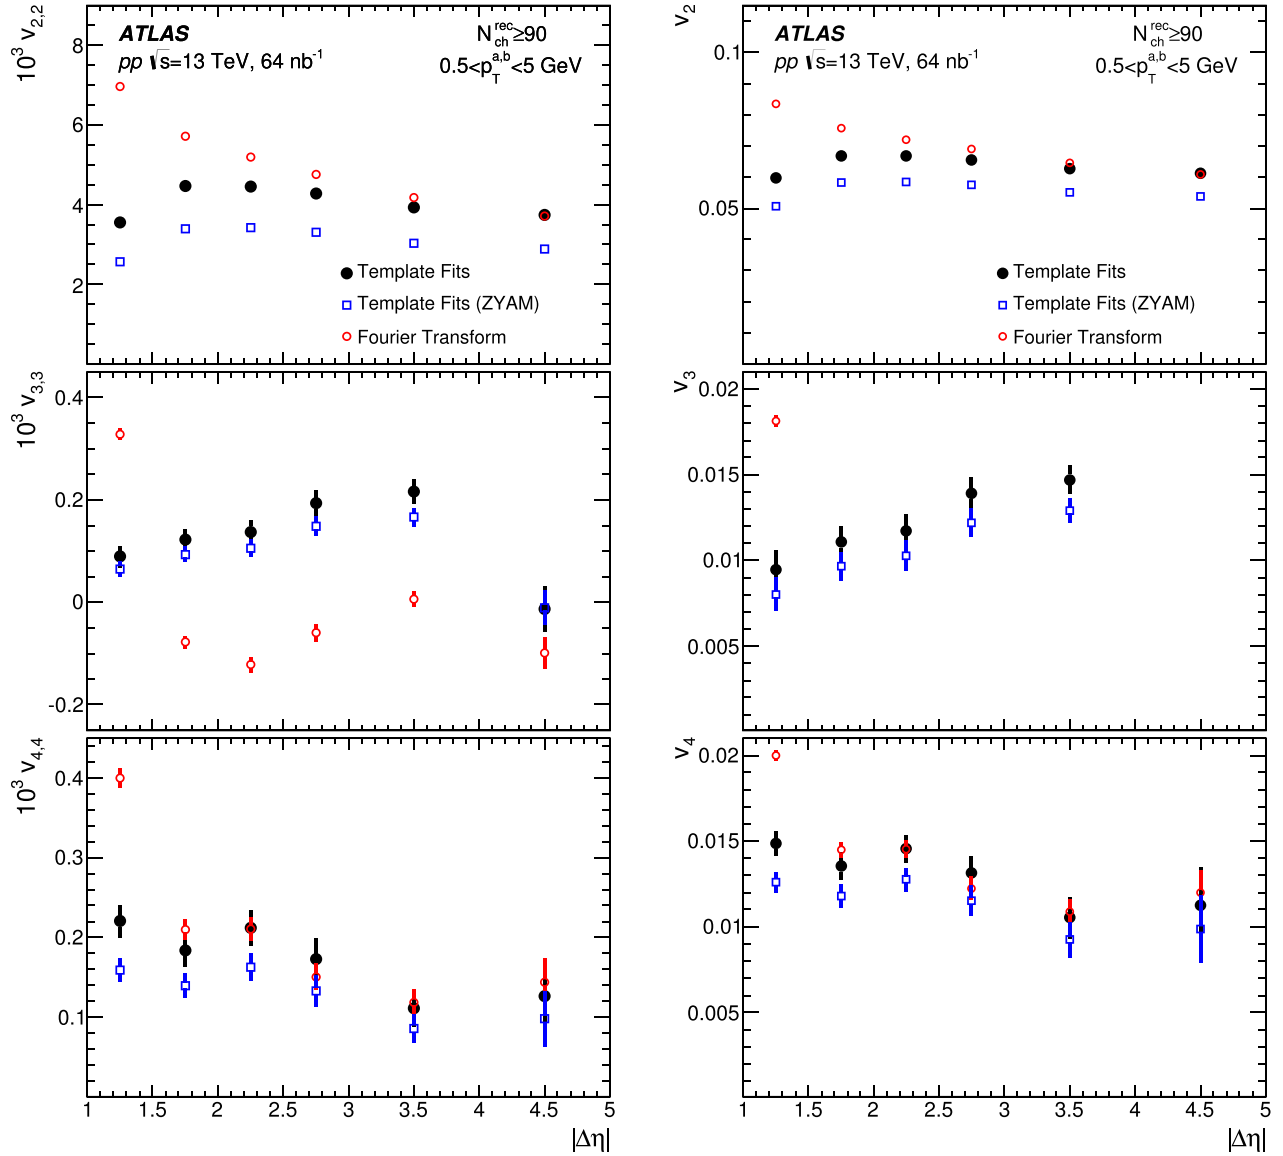 10³ v₂,₂
ATLAS
pp √s=13 TeV, 64 nb⁻¹
N_ch^rec≥90
0.5<p_T^a,b<5 GeV
8
6
4
2
Template Fits
Template Fits (ZYAM)
Fourier Transform
v₂
ATLAS
pp √s=13 TeV, 64 nb⁻¹
N_ch^rec≥90
0.5<p_T^a,b<5 GeV
0.1
0.05
Template Fits
Template Fits (ZYAM)
Fourier Transform
10³ v₃,₃
0.4
0.2
0
-0.2
v₃
0.02
0.015
0.01
0.005
10³ v₄,₄
0.4
0.3
0.2
0.1
1 1.5 2 2.5 3 3.5 4 4.5 5
|Δη|
v₄
0.02
0.015
0.01
0.005
1 1.5 2 2.5 3 3.5 4 4.5 5
|Δη|